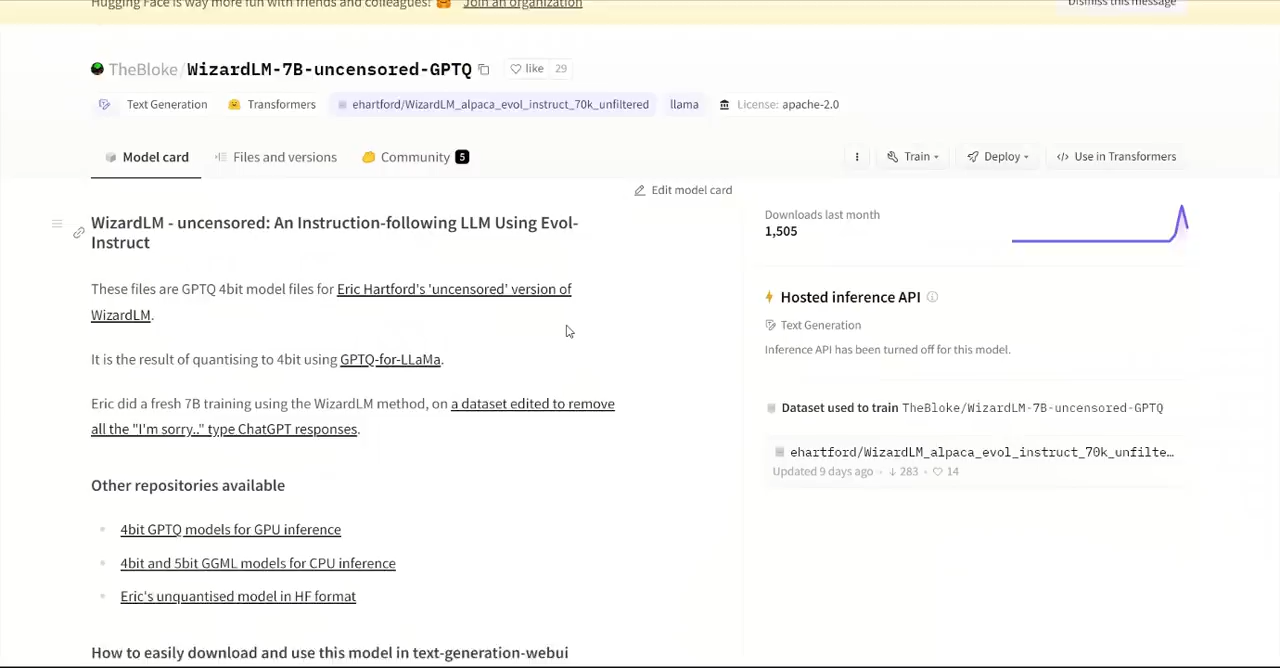 Hugging Face is way more fun with friends and colleagues! 🤗 Join an organization
Dismiss this message
TheBloke/WizardLM-7B-uncensored-GPTQ
like 29
Text Generation
Transformers
ehartford/WizardLM_alpaca_evol_instruct_70k_unfiltered
llama
License: apache-2.0
Model card
Files and versions
Community 5
Train
Deploy
</> Use in Transformers
Edit model card
WizardLM - uncensored: An Instruction-following LLM Using Evol-
Instruct
These files are GPTQ 4bit model files for Eric Hartford's 'uncensored' version of
WizardLM.
It is the result of quantising to 4bit using GPTQ-for-LLaMa.
Eric did a fresh 7B training using the WizardLM method, on a dataset edited to remove
all the "I'm sorry.." type ChatGPT responses.
Other repositories available
4bit GPTQ models for GPU inference
4bit and 5bit GGML models for CPU inference
Eric's unquantised model in HF format
How to easily download and use this model in text-generation-webui
Downloads last month
1,505
Hosted inference API
Text Generation
Inference API has been turned off for this model.
Dataset used to train TheBloke/WizardLM-7B-uncensored-GPTQ
ehartford/WizardLM_alpaca_evol_instruct_70k_unfilte…
Updated 9 days ago • ↓ 283 • ♡ 14